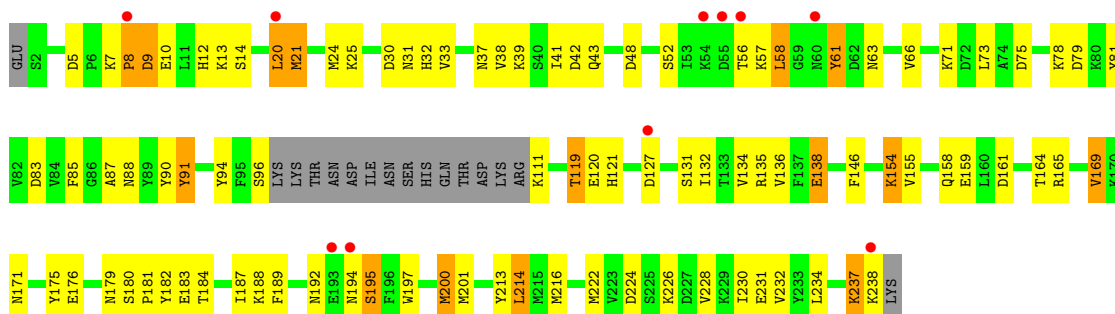 GLU S2 D5 P6 K7 P8 D9 E10 L11 H12 K13 S14 L20 M21 M24 K25 D30 N31 H32 V33 N37 V38 K39 S40 I41 D42 Q43 D48 S52 I53 K54 D55 T56 K57 L58 G59 N60 Y61 D62 N63 V66 K71 D72 L73 A74 D75 K78 D79 K80
V82 D83 V84 F85 G86 A87 N88 Y89 Y90 Y91 Y94 F95 S96 LYS LYS THR ASN ASP ILE ASN SER HIS GLN THR ASP LYS ARG K111 T119 E120 H121 D127 S131 I132 T133 V134 R135 V136 F137 E138 F146 K154 V155 Q158 E159 L160 D161 T164 R165 V169
N171 Y175 E176 N179 S180 P181 Y182 E183 T184 I187 K188 F189 N192 E193 N194 S195 F196 W197 M200 M201 Y213 L214 M215 M216 M222 V223 D224 S225 K226 D227 V228 K229 I230 E231 V232 Y233 L234 K237 K238 LYS